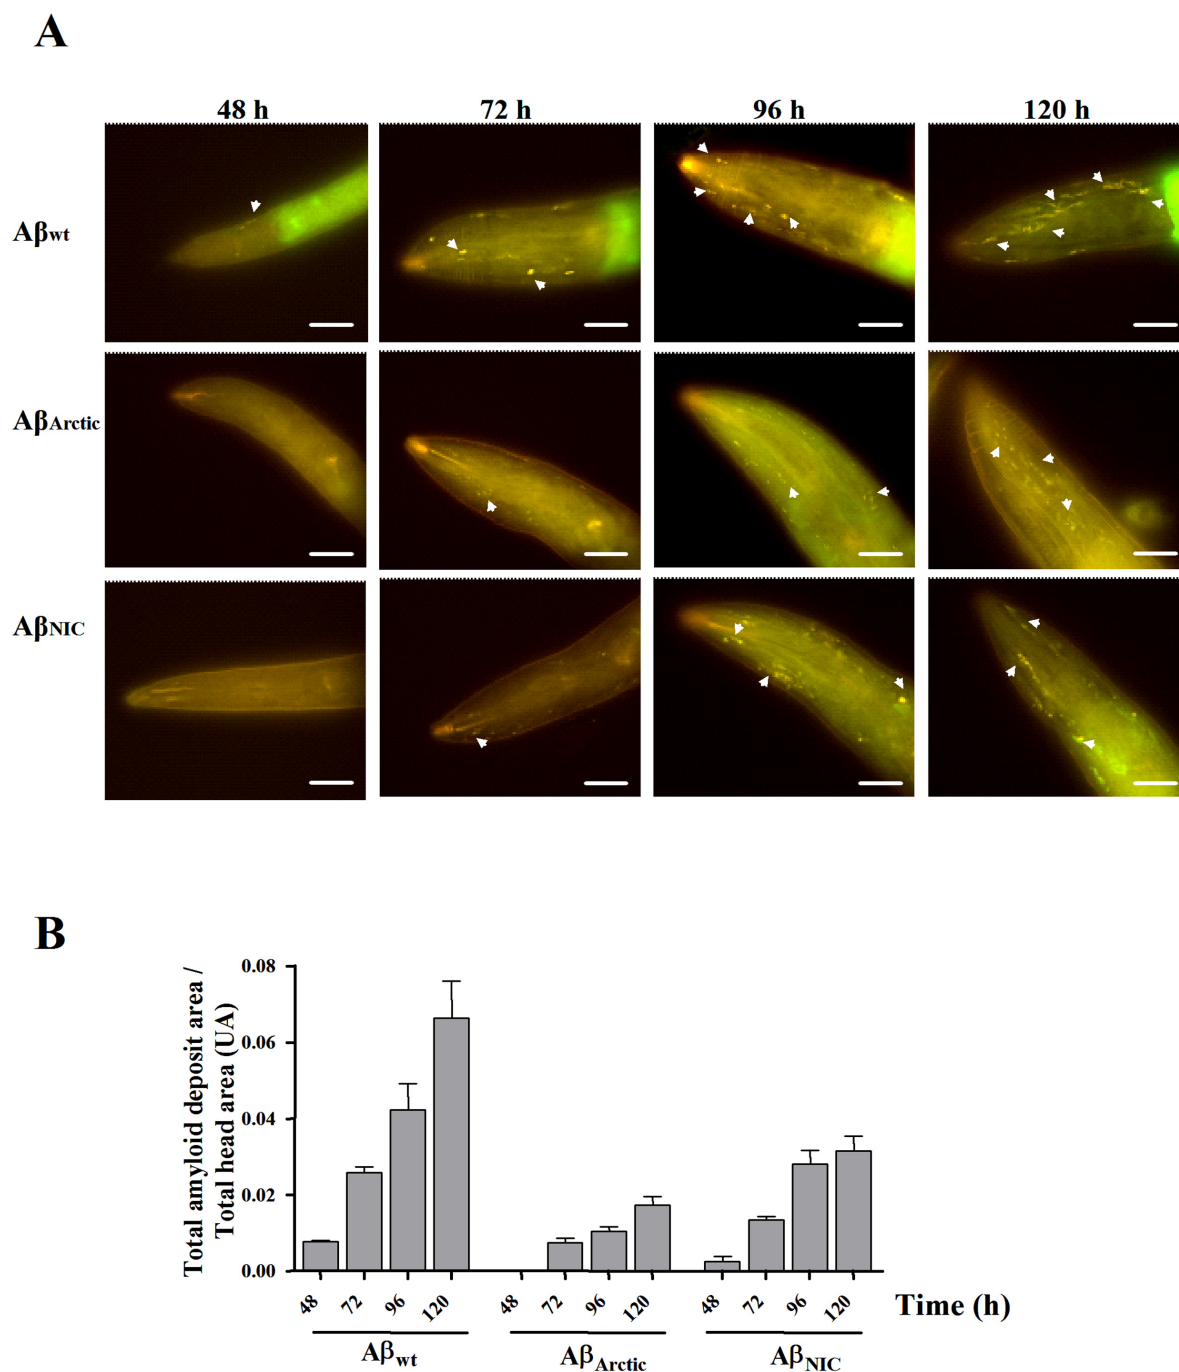 A
48 h 72 h 96 h 120 h
Aβwt
AβArctic
AβNIC
B
Total amyloid deposit area /
Total head area (UA)
0.08
0.06
0.04
0.02
0.00
48 72 96 120 48 72 96 120 48 72 96 120 Time (h)
Aβwt AβArctic AβNIC